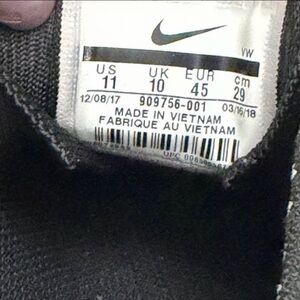 VW
US UK EUR cm
11 10 45 29
12/08/17 909756-001 03/16/18
MADE IN VIETNAM
FABRIQUE AU VIETNAM
UPC